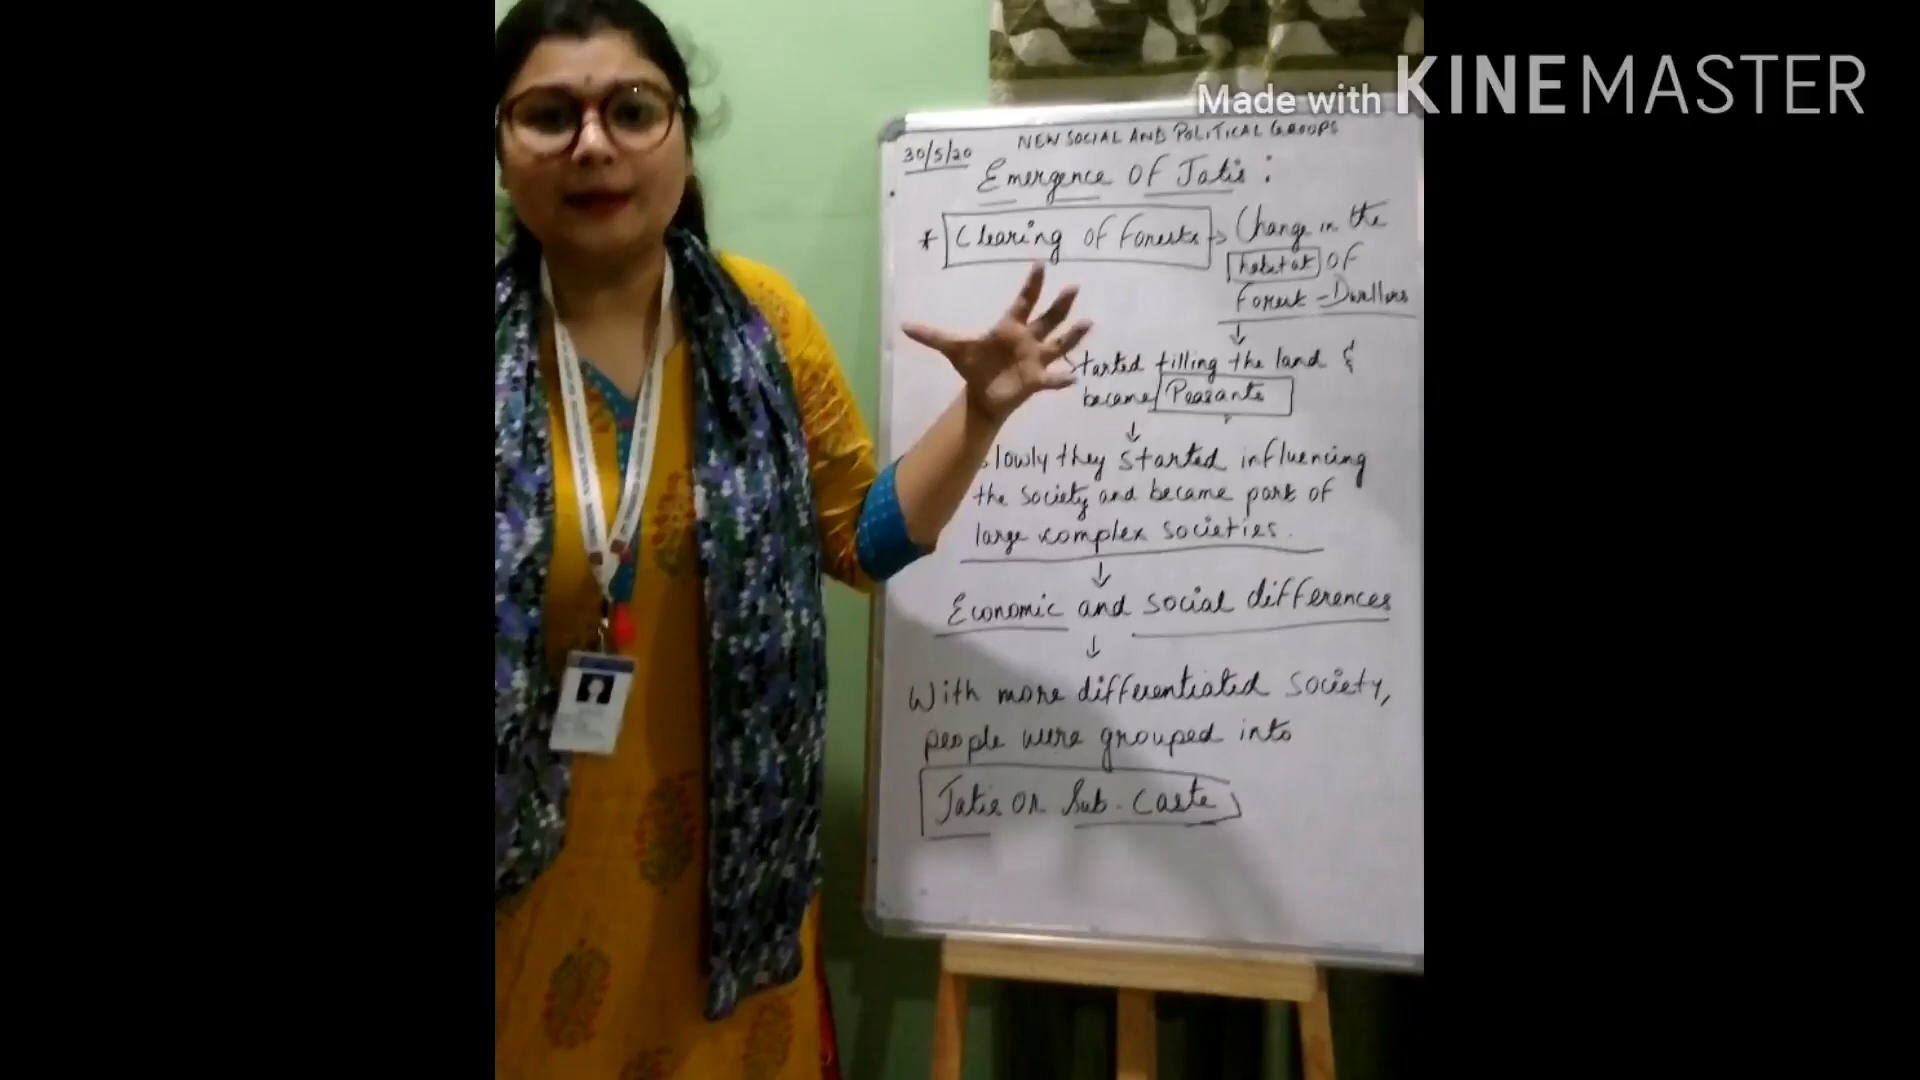 Made with KINEMASTER
NEW SOCIAL AND POLITICAL GROUPS
30/5/20
Emergence Of Jatis :
* Clearing Of Forests → Change in the
habitat Of
Forest - Dwellers
↓
Started tilling the land &
became Peasants
↓
Slowly they started influencing
the society and became part of
large complex societies.
↓
Economic and social differences
↓
With more differentiated society,
people were grouped into
Jatis OR Sub-Caste